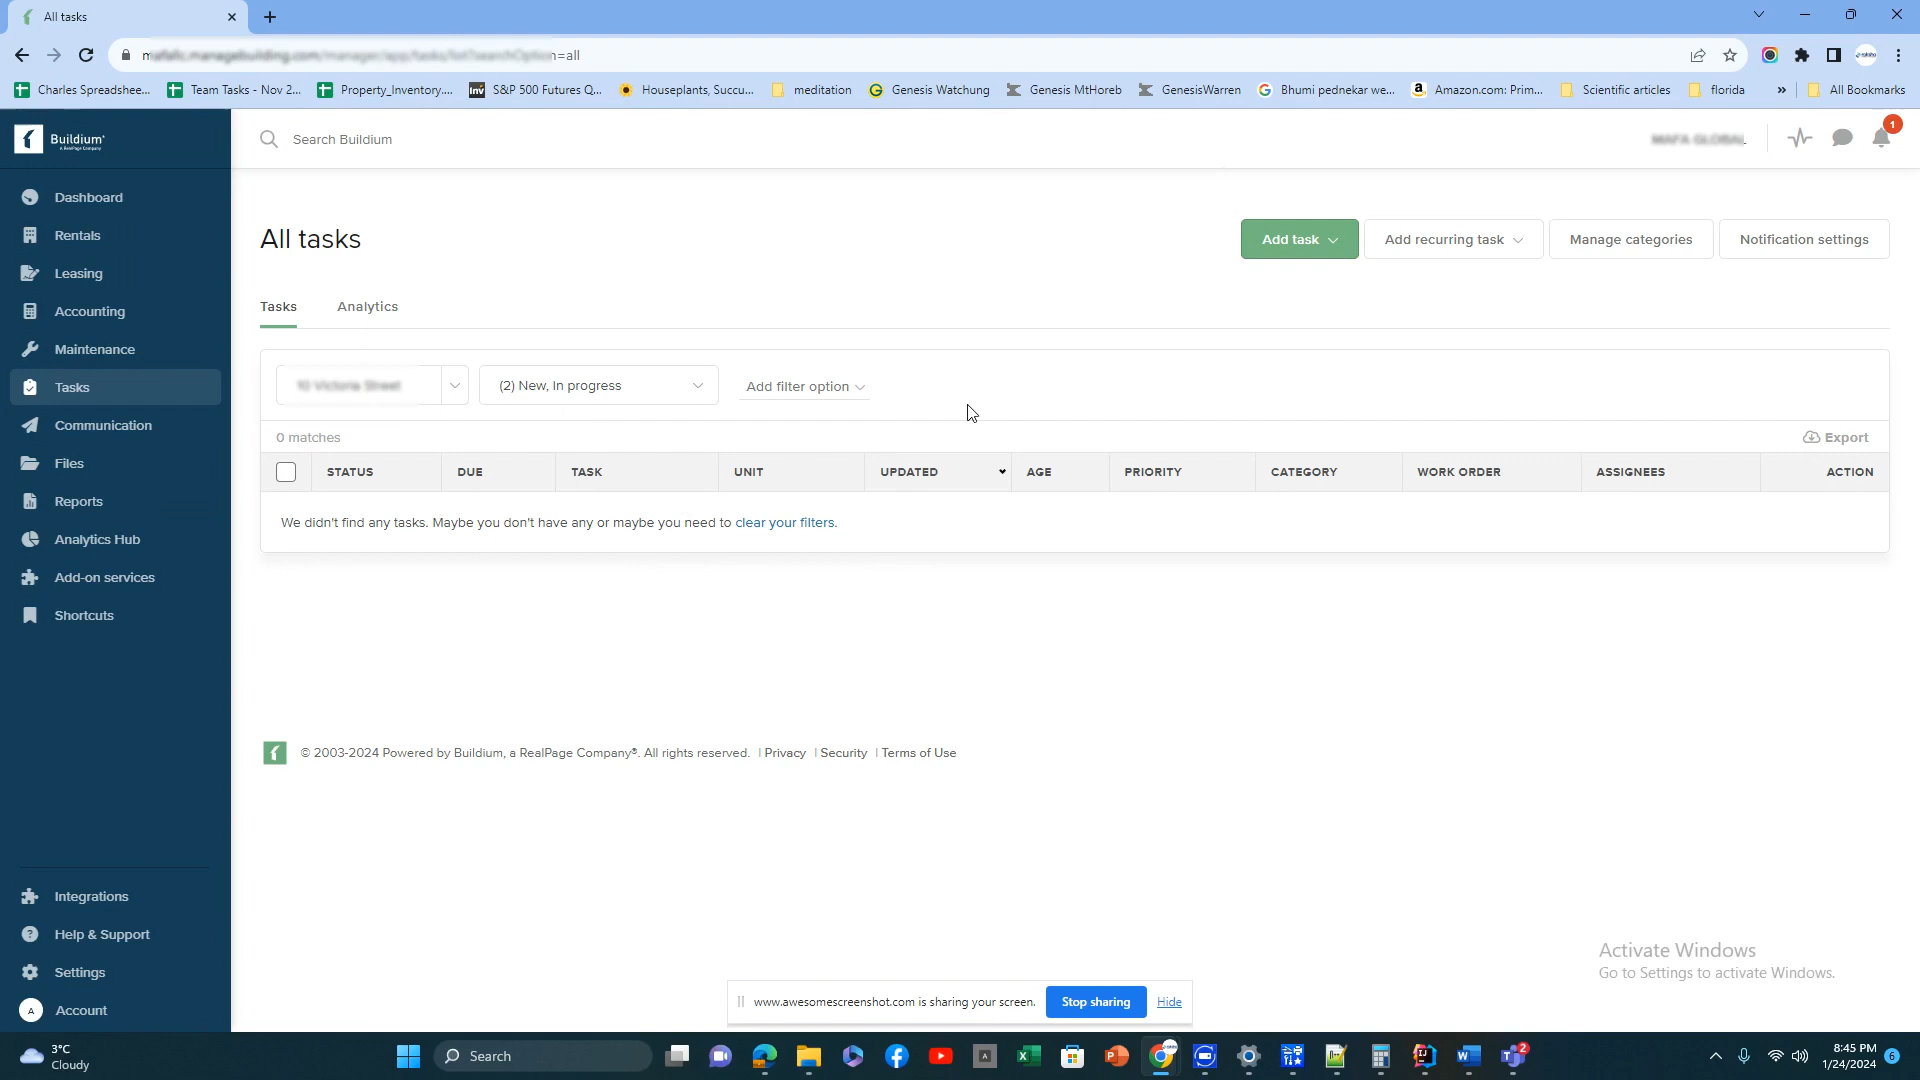 All tasks
=all
Charles Spreadshee...
Team Tasks - Nov 2...
Property_Inventory....
S&P 500 Futures Q...
Houseplants, Succu...
meditation
Genesis Watchung
Genesis MtHoreb
GenesisWarren
Bhumi pednekar we...
Amazon.com: Prim...
Scientific articles
florida
»
All Bookmarks
Buildium
A RealPage Company
Search Buildium
1
Dashboard
Rentals
Leasing
Accounting
Maintenance
Tasks
Communication
Files
Reports
Analytics Hub
Add-on services
Shortcuts
Integrations
Help & Support
Settings
A Account
All tasks
Add task
Add recurring task
Manage categories
Notification settings
Tasks Analytics
(2) New, In progress
Add filter option
0 matches
Export
STATUS DUE TASK UNIT UPDATED AGE PRIORITY CATEGORY WORK ORDER ASSIGNEES ACTION
We didn't find any tasks. Maybe you don't have any or maybe you need to clear your filters.
© 2003-2024 Powered by Buildium, a RealPage Company®. All rights reserved. | Privacy | Security | Terms of Use
Activate Windows
Go to Settings to activate Windows.
www.awesomescreenshot.com is sharing your screen.
Stop sharing
Hide
3°C
Cloudy
Search
2
8:45 PM
1/24/2024
6